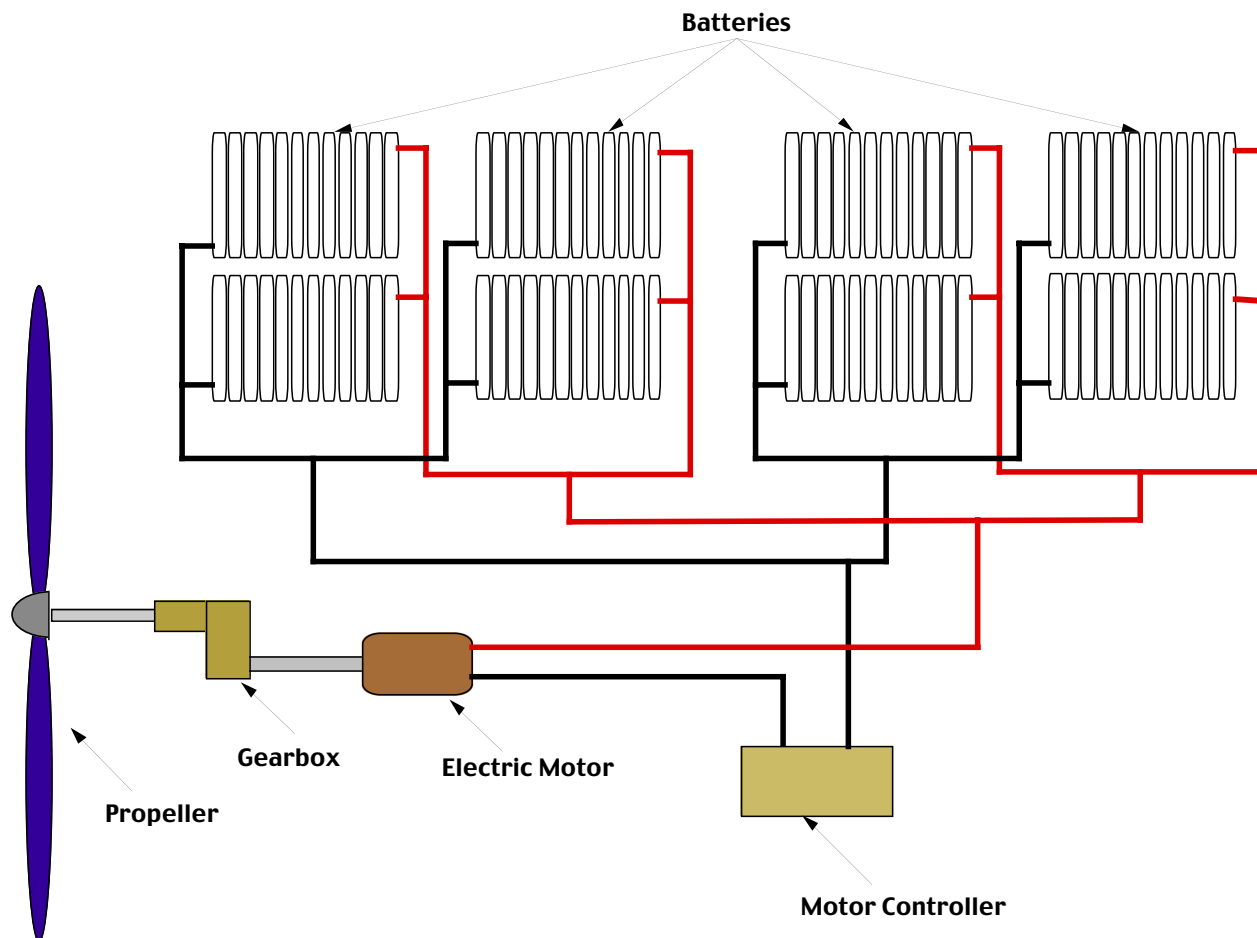 Batteries
Gearbox
Electric Motor
Propeller
Motor Controller